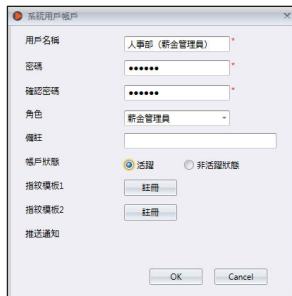 系統用戶帳戶
用戶名稱 人事部（薪金管理員） *
密碼 •••••• *
確認密碼 •••••• *
角色 薪金管理員
備註
帳戶狀態 活躍 非活躍狀態
指紋模板1 註冊
指紋模板2 註冊
推送通知
OK Cancel